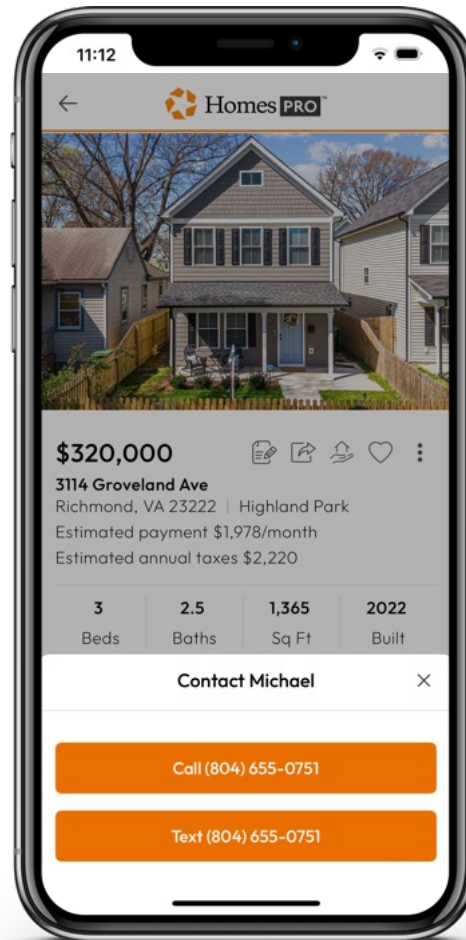 11:12
Homes PRO™
$320,000
3114 Groveland Ave
Richmond, VA 23222 | Highland Park
Estimated payment $1,978/month
Estimated annual taxes $2,220
3 2.5 1,365 2022
Beds Baths Sq Ft Built
Contact Michael
Call (804) 655-0751
Text (804) 655-0751